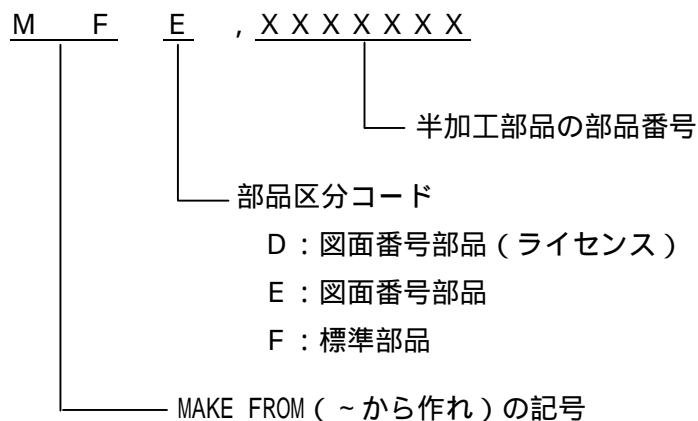 Ｍ　Ｆ　Ｅ　，ＸＸＸＸＸＸＸ
半加工部品の部品番号
部品区分コード
Ｄ：図面番号部品（ライセンス）
Ｅ：図面番号部品
Ｆ：標準部品
MAKE FROM（～から作れ）の記号